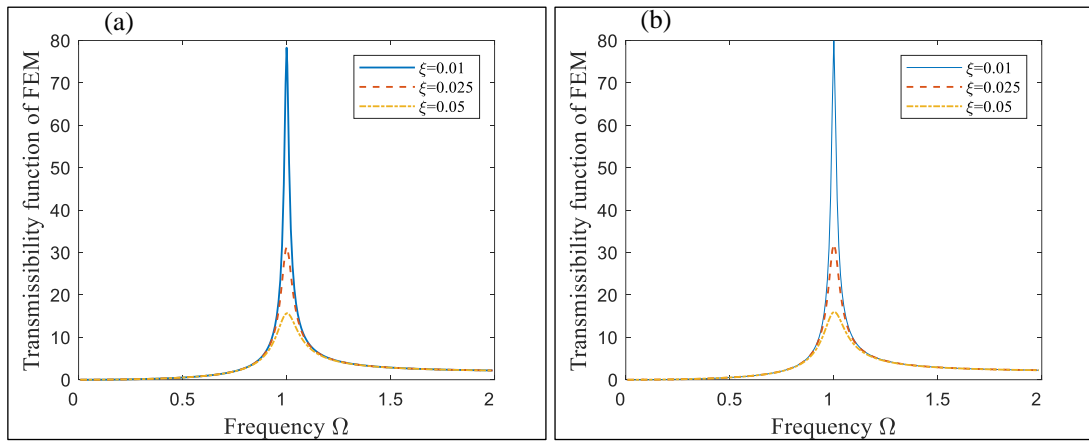 (a)
Transmissibility function of FEM
80
70
60
50
40
30
20
10
0
ξ=0.01
ξ=0.025
ξ=0.05
0
0.5
1
1.5
2
Frequency Ω
(b)
Transmissibility function of FEM
80
70
60
50
40
30
20
10
0
ξ=0.01
ξ=0.025
ξ=0.05
0
0.5
1
1.5
2
Frequency Ω